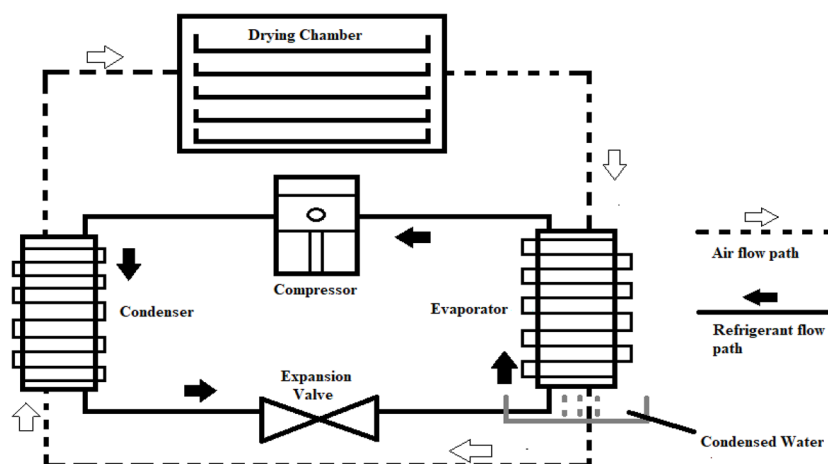 Drying Chamber
Compressor
Condenser
Evaporator
Expansion
Valve
Air flow path
Refrigerant flow
path
Condensed Water